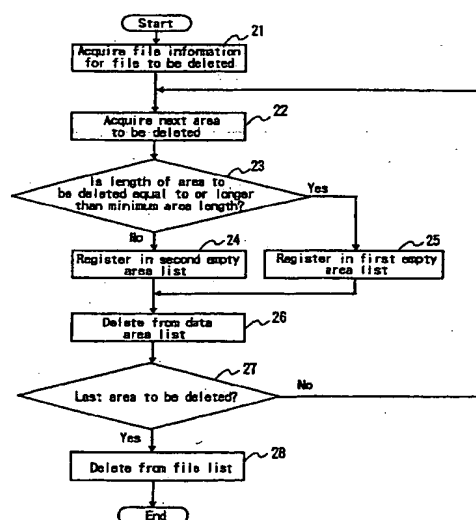 Start
21
Acquire file information
for file to be deleted
22
Acquire next area
to be deleted
23
Is length of area to
be deleted equal to or longer
than minimum area length?
Yes
No
24
25
Register in second empty
area list
Register in first empty
area list
26
Delete from data
area list
27
Last area to be deleted?
No
Yes
28
Delete from file list
End